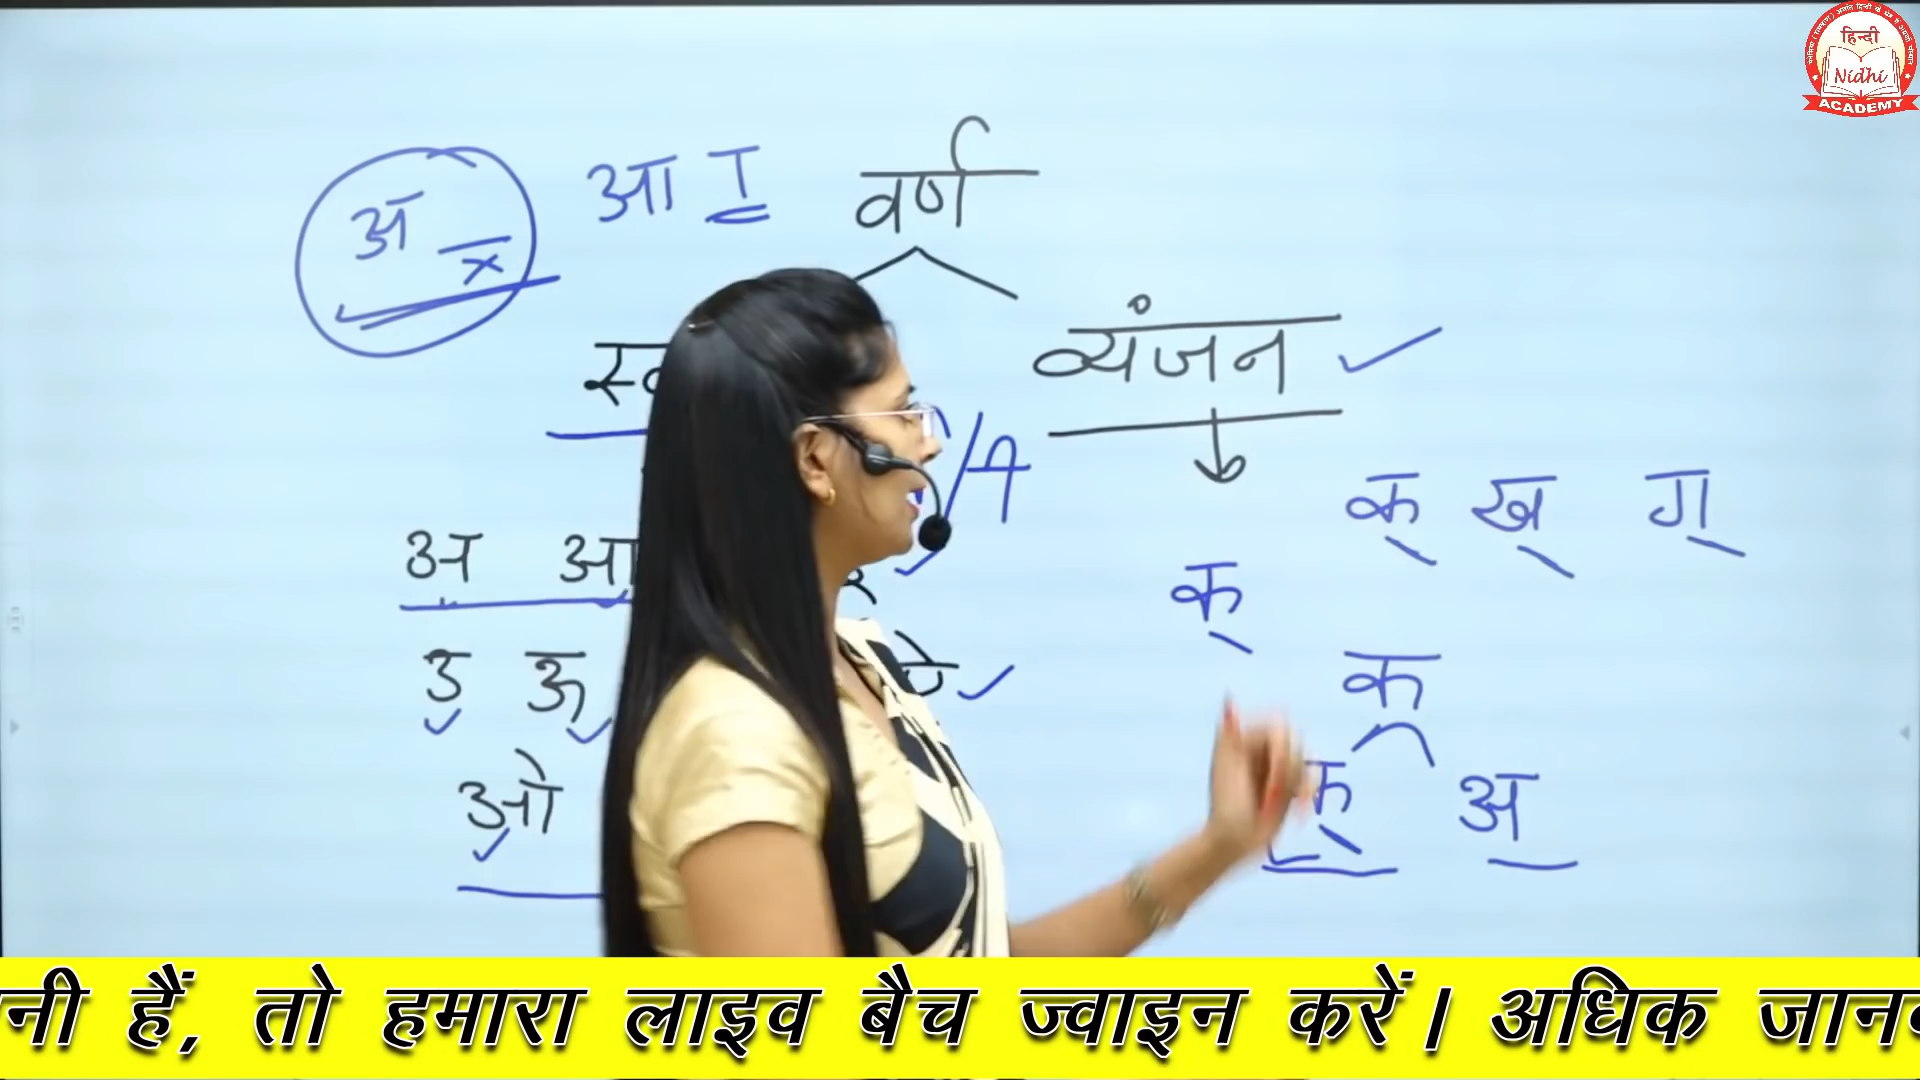 हिन्दी
Nidhi
ACADEMY
वर्ण
अ x
आ ा
व्यंजन
क् ख् ग्
अ आ
क्
उ ऊ
क
ओ
क् अ
नी हैं, तो हमारा लाइव बैच ज्वाइन करें। अधिक